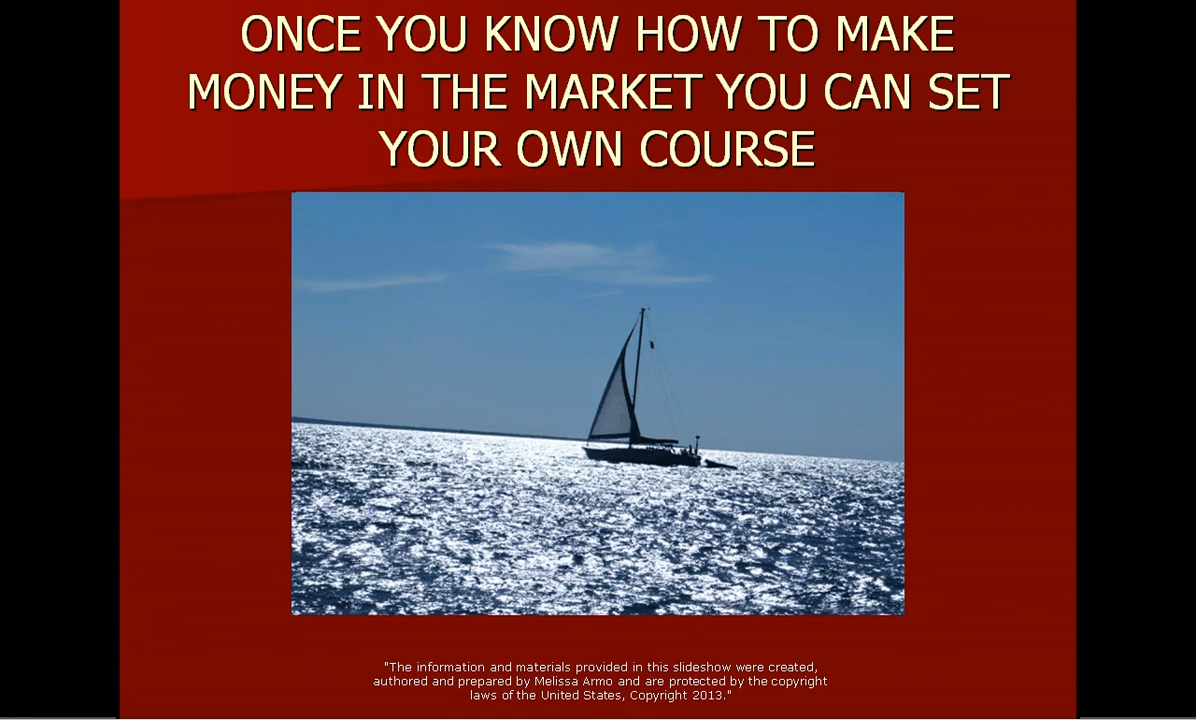 ONCE YOU KNOW HOW TO MAKE
MONEY IN THE MARKET YOU CAN SET
YOUR OWN COURSE
"The information and materials provided in this slideshow were created,
authored and prepared by Melissa Armo and are protected by the copyright
laws of the United States, Copyright 2013."